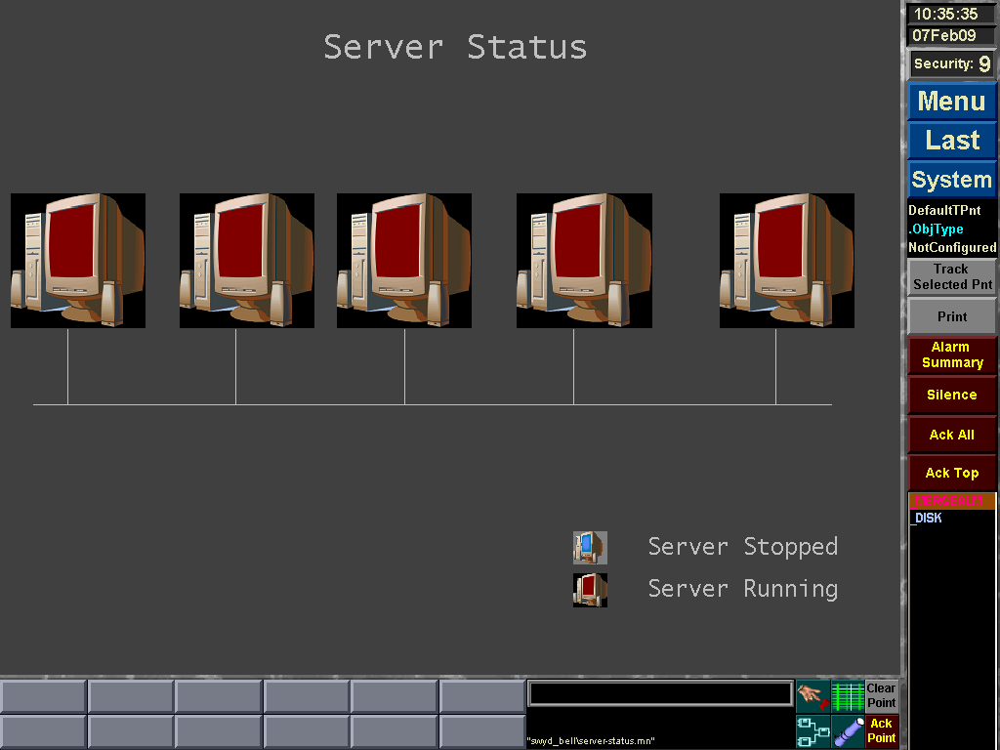 Server Status
10:35:35
07Feb09
Security: 9
Menu
Last
System
DefaultTPnt
.ObjType
NotConfigured
Track
Selected Pnt
Print
Alarm
Summary
Silence
Ack All
Ack Top
_MERGEALM
_DISK
Server Stopped
Server Running
"swyd_bell\server-status.mn"
Clear
Point
Ack
Point